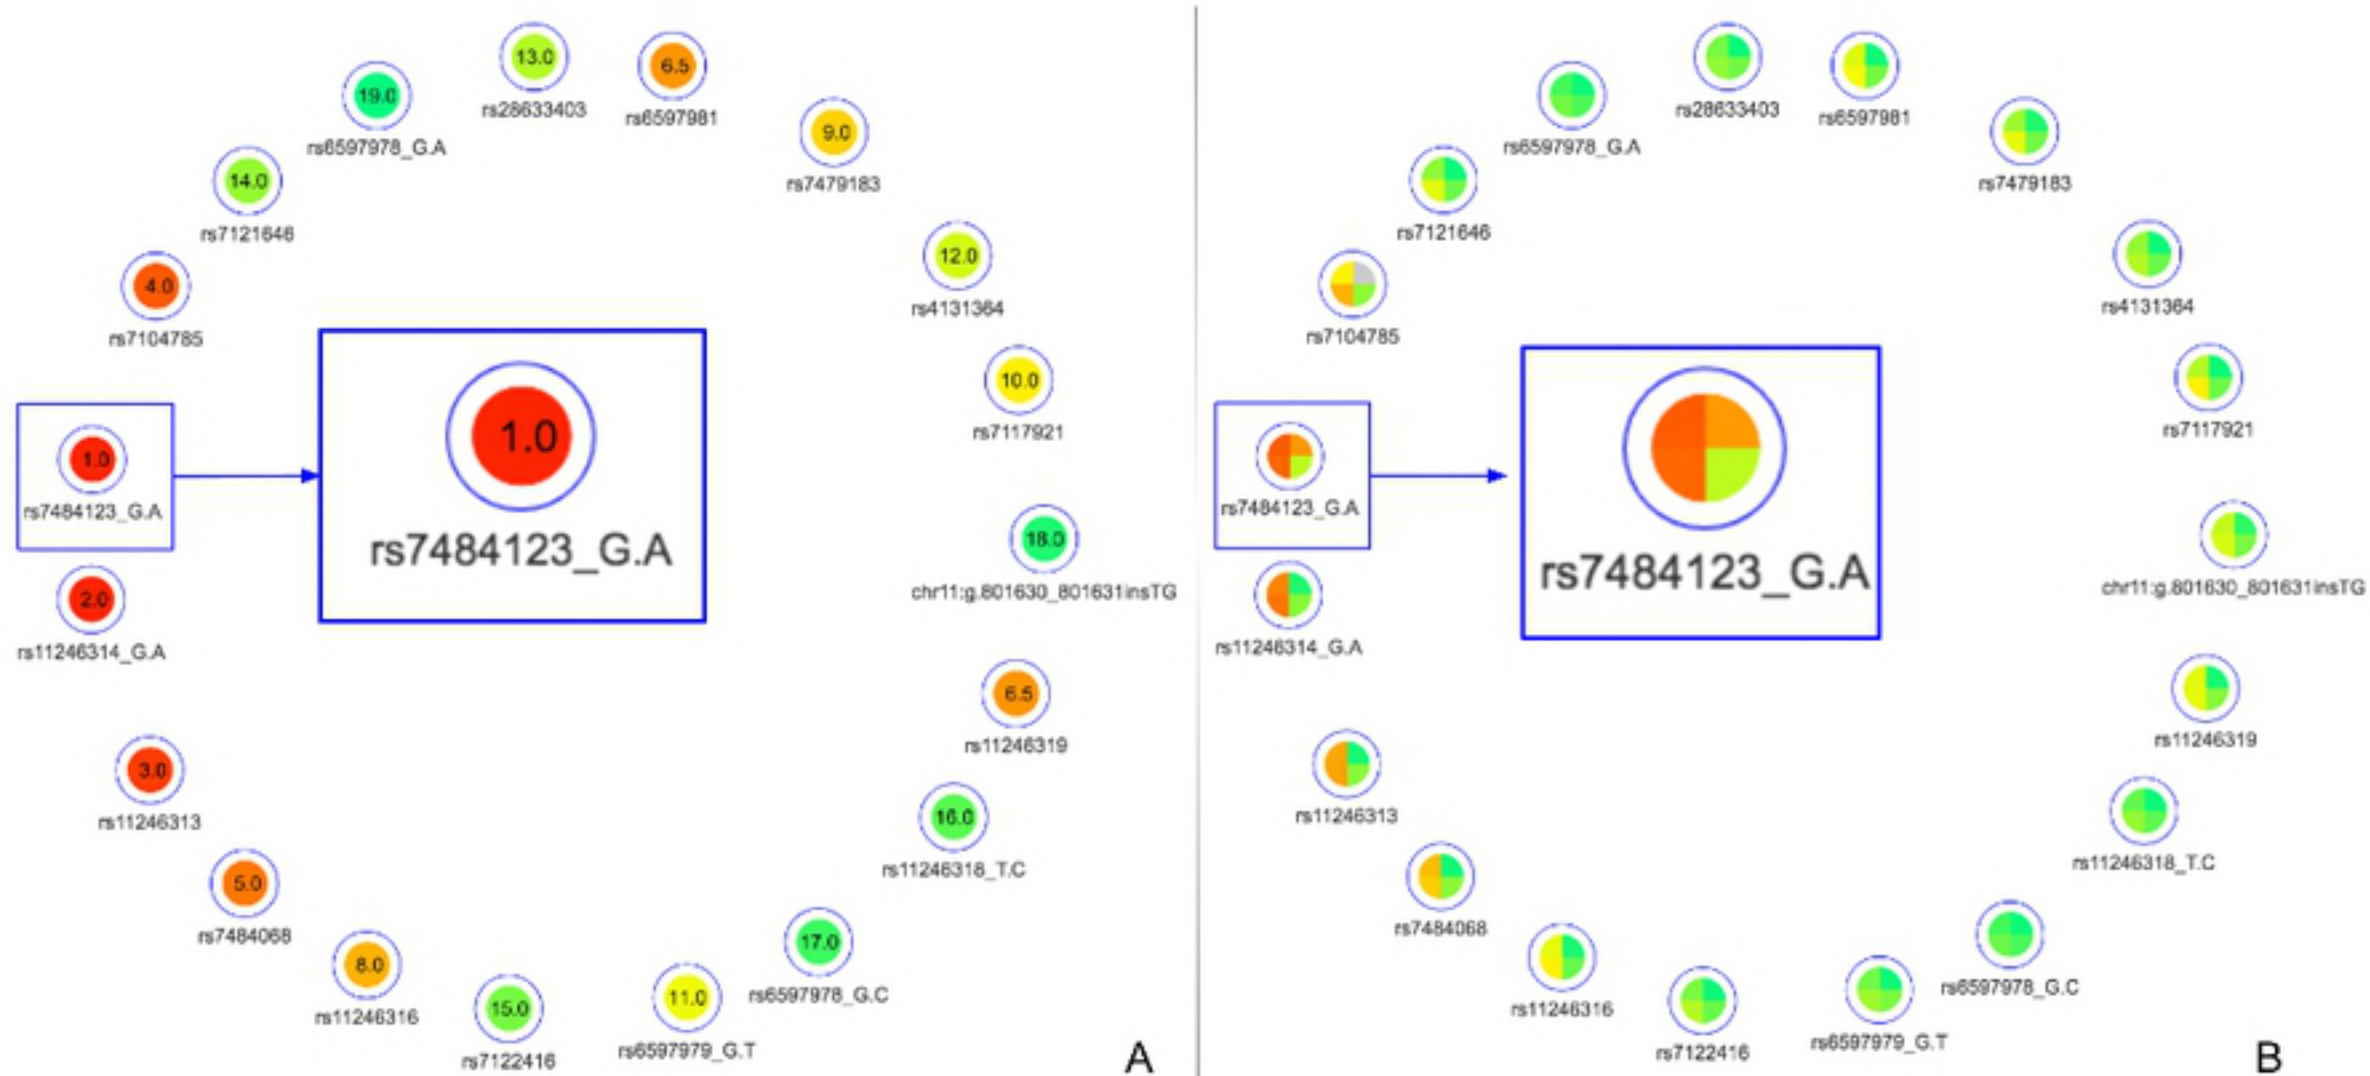 13.0
rs28633403
6.5
rs6597981
19.0
rs6597978_G.A
9.0
rs7479183
14.0
rs7121646
12.0
rs4131364
4.0
rs7104785
10.0
rs7117921
1.0
rs7484123_G.A
1.0
rs7484123_G.A
18.0
chr11:g.801630_801631insTG
2.0
rs11246314_G.A
6.5
rs11246319
3.0
rs11246313
16.0
rs11246318_T.C
5.0
rs7484068
17.0
rs6597978_G.C
8.0
rs11246316
15.0
rs7122416
11.0
rs6597979_G.T
A
rs28633403
rs6597981
rs6597978_G.A
rs7479183
rs7121646
rs4131364
rs7104785
rs7117921
rs7484123_G.A
rs7484123_G.A
chr11:g.801630_801631insTG
rs11246314_G.A
rs11246319
rs11246313
rs11246318_T.C
rs7484068
rs6597978_G.C
rs11246316
rs7122416
rs6597979_G.T
B